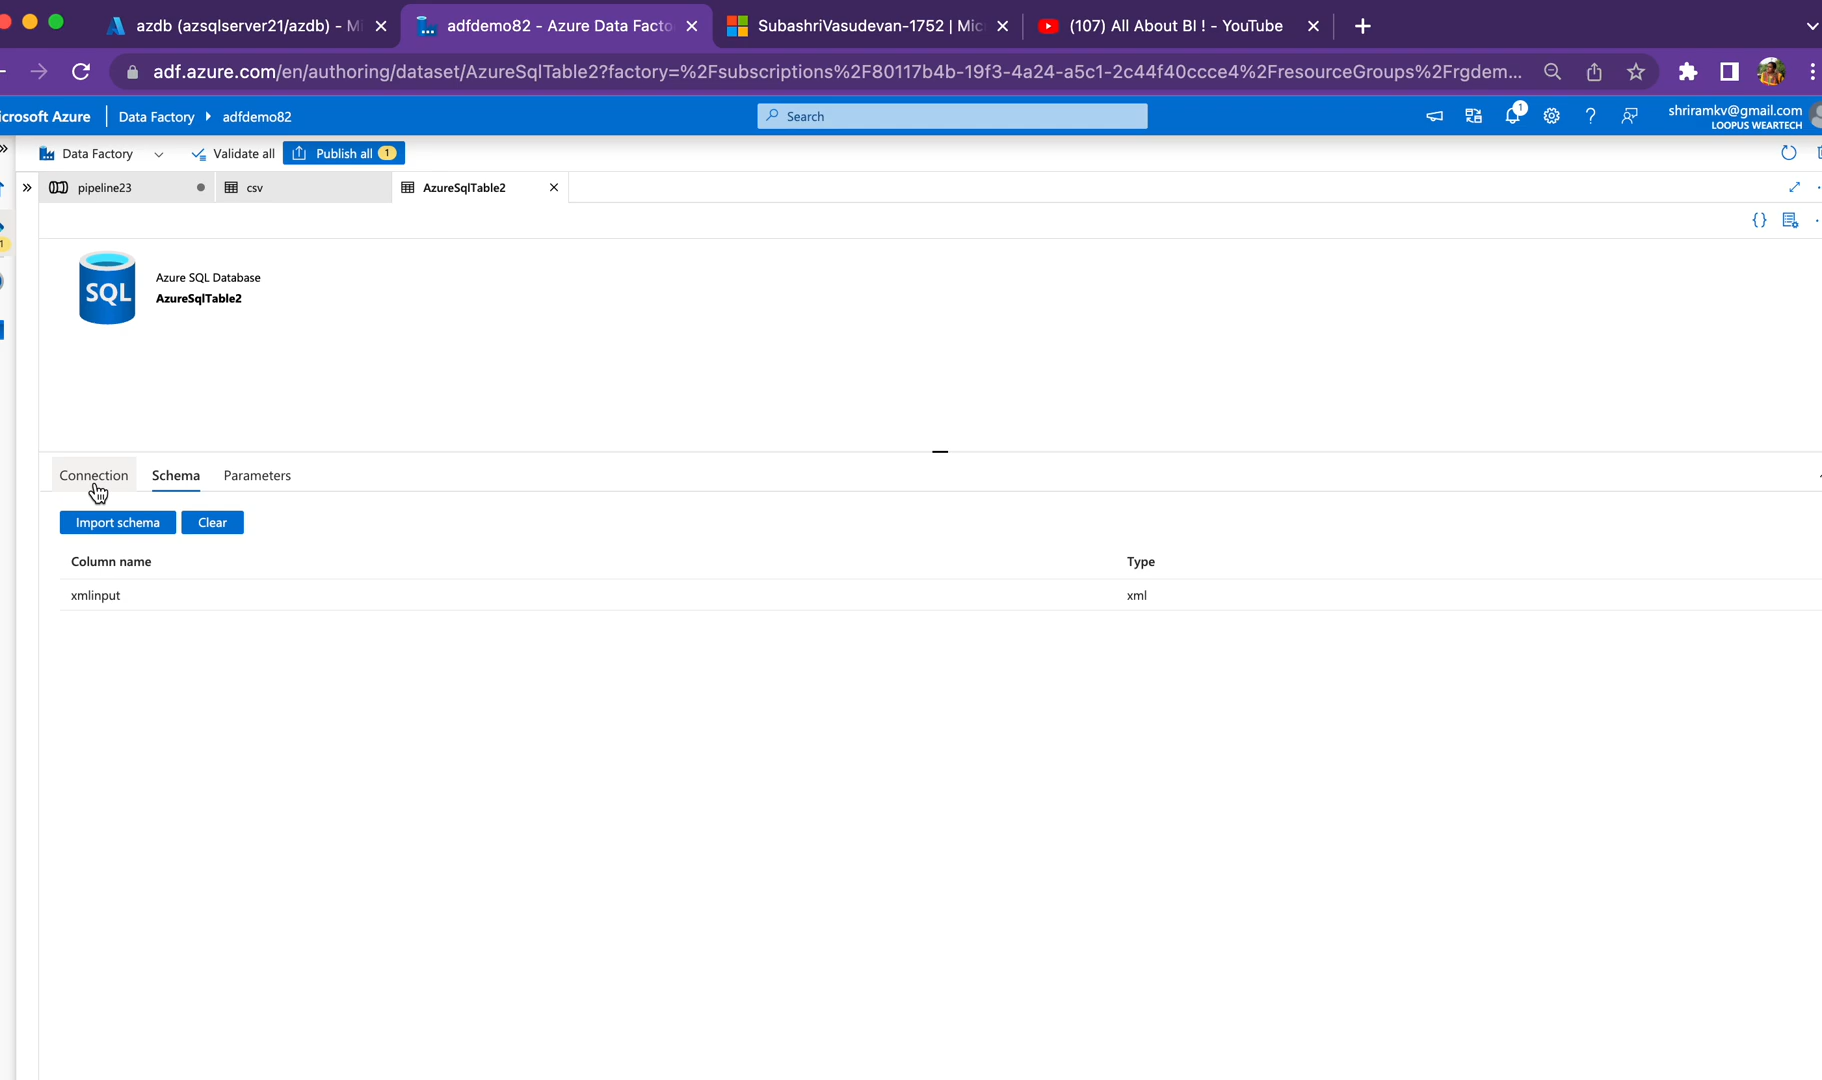 azdb (azsqlserver21/azdb) - Mi
adfdemo82 - Azure Data Facto
SubashriVasudevan-1752 | Mic
(107) All About BI ! - YouTube
adf.azure.com/en/authoring/dataset/AzureSqlTable2?factory=%2Fsubscriptions%2F80117b4b-19f3-4a24-a5c1-2c44f40ccce4%2FresourceGroups%2Frgdem...
icrosoft Azure
Data Factory
adfdemo82
Search
1
shriramkv@gmail.com
LOOPUS WEARTECH
Data Factory
Validate all
Publish all 1
pipeline23
csv
AzureSqlTable2
1
{}
SQL
Azure SQL Database
AzureSqlTable2
Connection
Schema
Parameters
Import schema
Clear
Column name
Type
xmlinput
xml